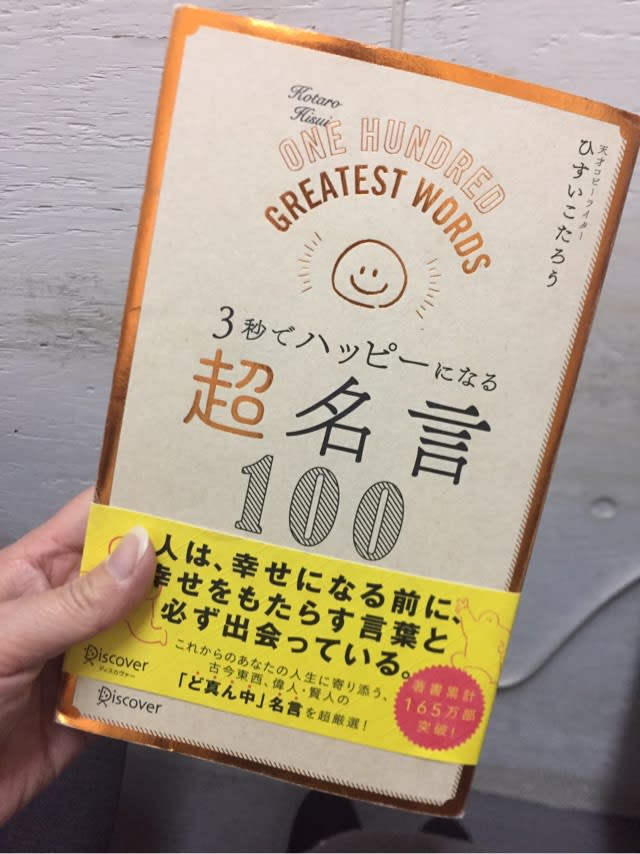 Kotaro
Hisui
ONE HUNDRED
GREATEST WORDS
天才コピーライター
ひすいこたろう
3秒でハッピーになる
超名言
100
人は、幸せになる前に、
幸せをもたらす言葉と
必ず出会っている。
これからのあなたの人生に寄り添う、
古今東西、偉人・賢人の
「ど真ん中」名言を超厳選！
著書累計
165万部
突破！
Discover
ディスカヴァー
Discover